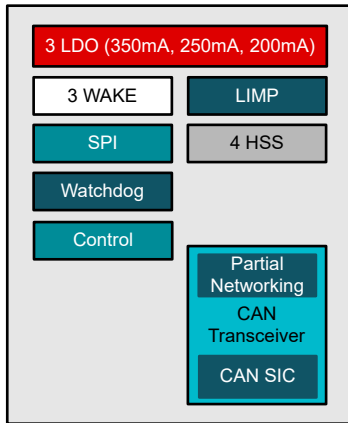 3 LDO (350mA, 250mA, 200mA)
3 WAKE
LIMP
SPI
4 HSS
Watchdog
Control
Partial
Networking
CAN
Transceiver
CAN SIC